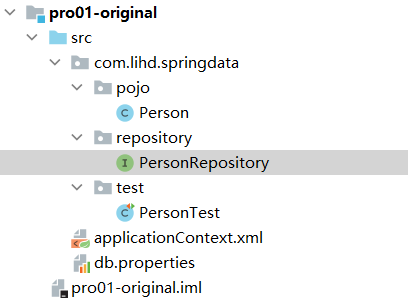 pro01-original
src
com.lihd.springdata
pojo
C Person
repository
I PersonRepository
test
C PersonTest
applicationContext.xml
db.properties
pro01-original.iml